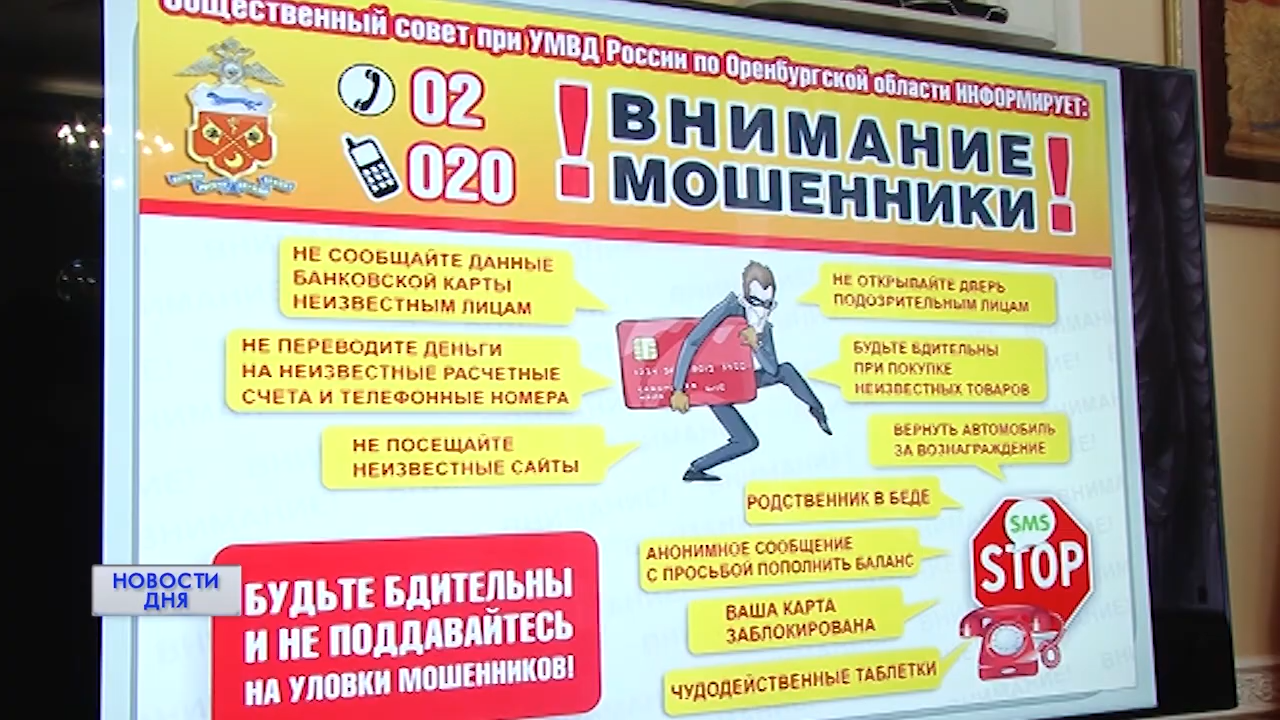 Общественный совет при УМВД России по Оренбургской области ИНФОРМИРУЕТ:
02
020
! ВНИМАНИЕ
МОШЕННИКИ !
НЕ СООБЩАЙТЕ ДАННЫЕ
БАНКОВСКОЙ КАРТЫ
НЕИЗВЕСТНЫМ ЛИЦАМ
НЕ ПЕРЕВОДИТЕ ДЕНЬГИ
НА НЕИЗВЕСТНЫЕ РАСЧЕТНЫЕ
СЧЕТА И ТЕЛЕФОННЫЕ НОМЕРА
НЕ ПОСЕЩАЙТЕ
НЕИЗВЕСТНЫЕ САЙТЫ
НЕ ОТКРЫВАЙТЕ ДВЕРЬ
ПОДОЗРИТЕЛЬНЫМ ЛИЦАМ
БУДЬТЕ БДИТЕЛЬНЫ
ПРИ ПОКУПКЕ
НЕИЗВЕСТНЫХ ТОВАРОВ
ВЕРНУТЬ АВТОМОБИЛЬ
ЗА ВОЗНАГРАЖДЕНИЕ
РОДСТВЕННИК В БЕДЕ
АНОНИМНОЕ СООБЩЕНИЕ
С ПРОСЬБОЙ ПОПОЛНИТЬ БАЛАНС
ВАША КАРТА
ЗАБЛОКИРОВАНА
ЧУДОДЕЙСТВЕННЫЕ ТАБЛЕТКИ
SMS
STOP
БУДЬТЕ БДИТЕЛЬНЫ
И НЕ ПОДДАВАЙТЕСЬ
НА УЛОВКИ МОШЕННИКОВ!
НОВОСТИ
ДНЯ